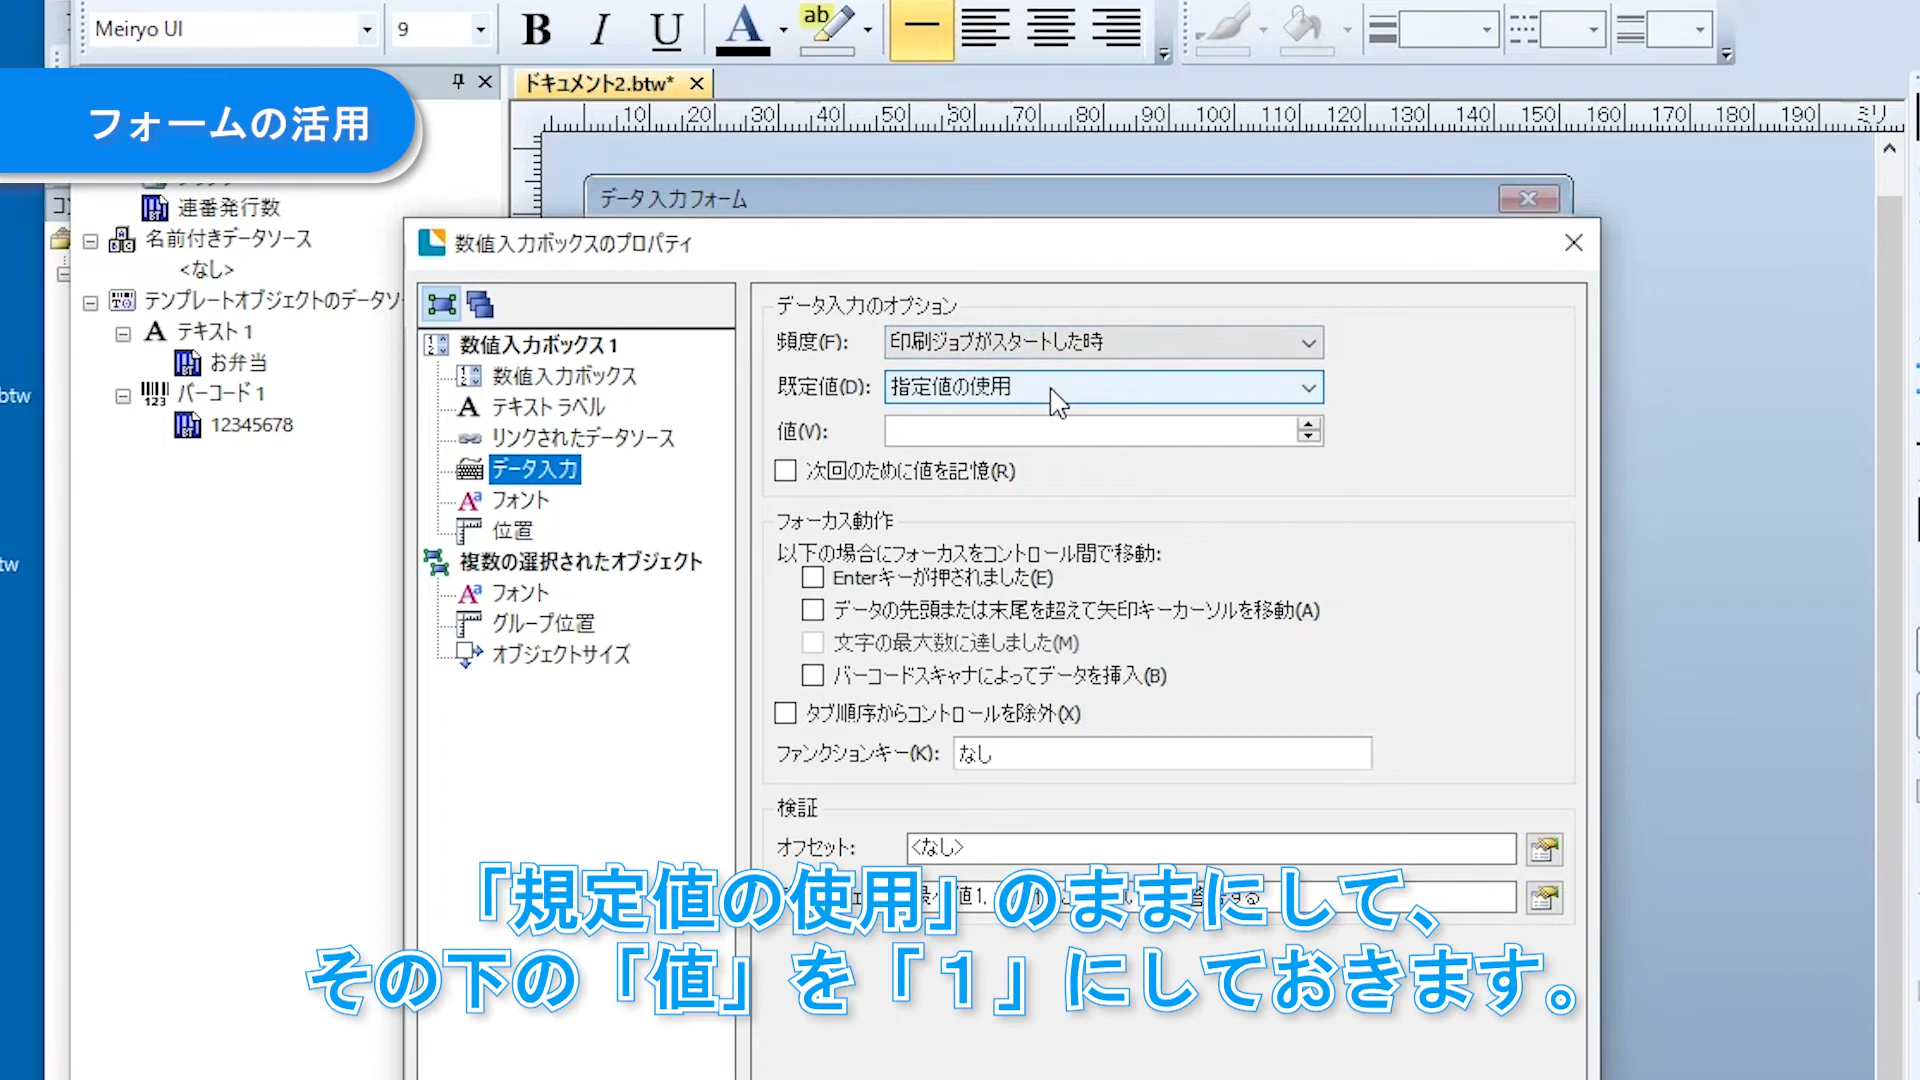 Meiryo UI
9
B I U A ab
ドキュメント2.btw*
フォームの活用
10 20 30 40 50 60 70 80 90 100 110 120 130 140 150 160 170 180 190 ミリ
連番発行数
名前付きデータソース
<なし>
テンプレートオブジェクトのデータソ
テキスト 1
お弁当
バーコード 1
12345678
btw
tw
データ入力フォーム
数値入力ボックスのプロパティ
数値入力ボックス 1
数値入力ボックス
テキスト ラベル
リンクされたデータソース
データ入力
フォント
位置
複数の選択されたオブジェクト
フォント
グループ位置
オブジェクトサイズ
データ入力のオプション
頻度(F): 印刷ジョブがスタートした時
既定値(D): 指定値の使用
値(V):
次回のために値を記憶(R)
フォーカス動作
以下の場合にフォーカスをコントロール間で移動:
Enterキーが押されました(E)
データの先頭または末尾を超えて矢印キーカーソルを移動(A)
文字の最大数に達しました(M)
バーコードスキャナによってデータを挿入(B)
タブ順序からコントロールを除外(X)
ファンクションキー(K): なし
検証
オフセット: <なし>
「規定値の使用」のままにして、
その下の「値」を「１」にしておきます。